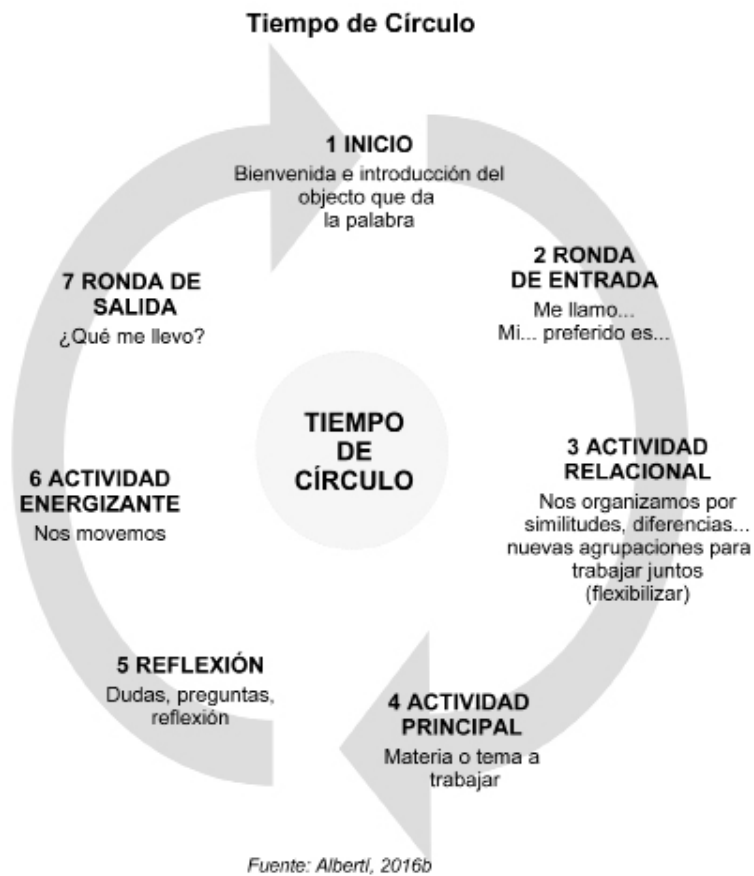 Tiempo de Círculo
1 INICIO
Bienvenida e introducción del
objecto que da
la palabra
2 RONDA
DE ENTRADA
Me llamo...
Mi... preferido es...
3 ACTIVIDAD
RELACIONAL
Nos organizamos por
similitudes, diferencias...
nuevas agrupaciones para
trabajar juntos
(flexibilizar)
4 ACTIVIDAD
PRINCIPAL
Materia o tema a
trabajar
5 REFLEXIÓN
Dudas, preguntas,
reflexión
6 ACTIVIDAD
ENERGIZANTE
Nos movemos
7 RONDA DE
SALIDA
¿Qué me llevo?
TIEMPO
DE
CÍRCULO
Fuente: Albertí, 2016b